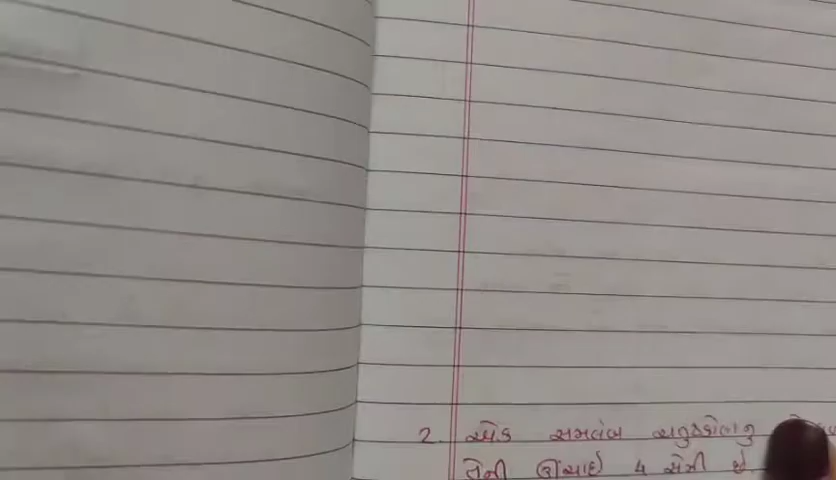 2. એક સમલંબ ચતુષ્કોણનુ
તેની ઊંચાઇ 4 સેમી છે.